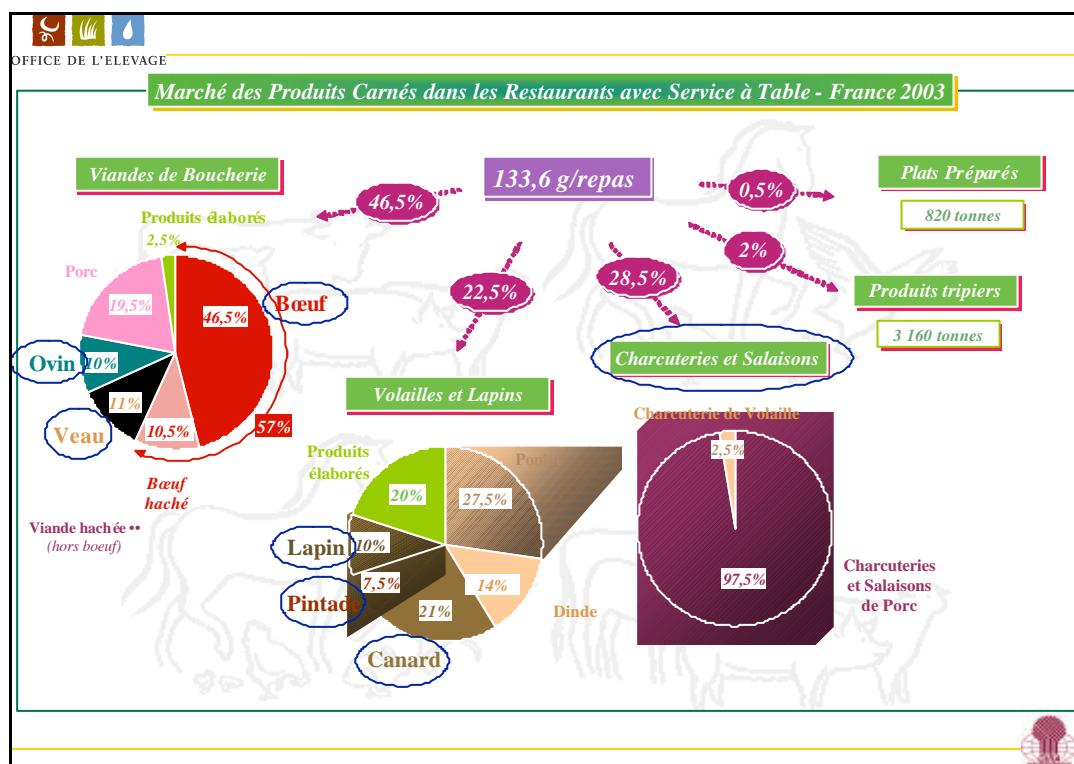 OFFICE DE L'ELEVAGE
Marché des Produits Carnés dans les Restaurants avec Service à Table - France 2003
Viandes de Boucherie
133,6 g/repas
Plats Préparés
820 tonnes
46,5%
0,5%
2%
22,5%
28,5%
Produits tripiers
3 160 tonnes
Produits élaborés
2,5%
Porc
19,5%
46,5%
Bœuf
Ovin
10%
11%
Veau
10,5%
57%
Bœuf
haché
Viande hachée ••
(hors boeuf)
Charcuteries et Salaisons
Volailles et Lapins
Produits
élaborés
20%
27,5%
Lapin
10%
Pintade
7,5%
21%
14%
Dinde
Canard
Charcuterie de Volaille
2,5%
97,5%
Charcuteries
et Salaisons
de Porc